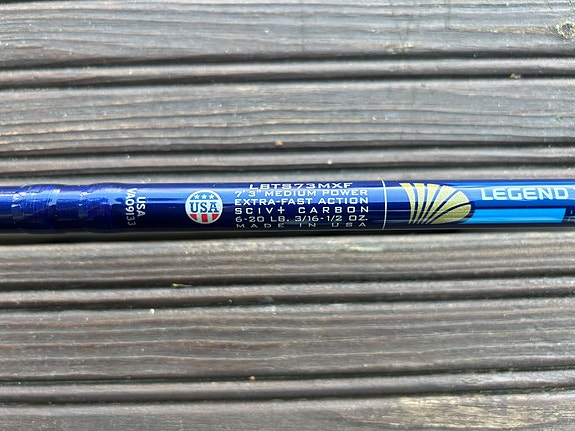 USA
VA09133
USA
LBTS73MXF
7'3" MEDIUM POWER
EXTRA-FAST ACTION
SCIV+ CARBON
6-20 LB. 3/16-1/2 OZ.
MADE IN USA
LEGEND